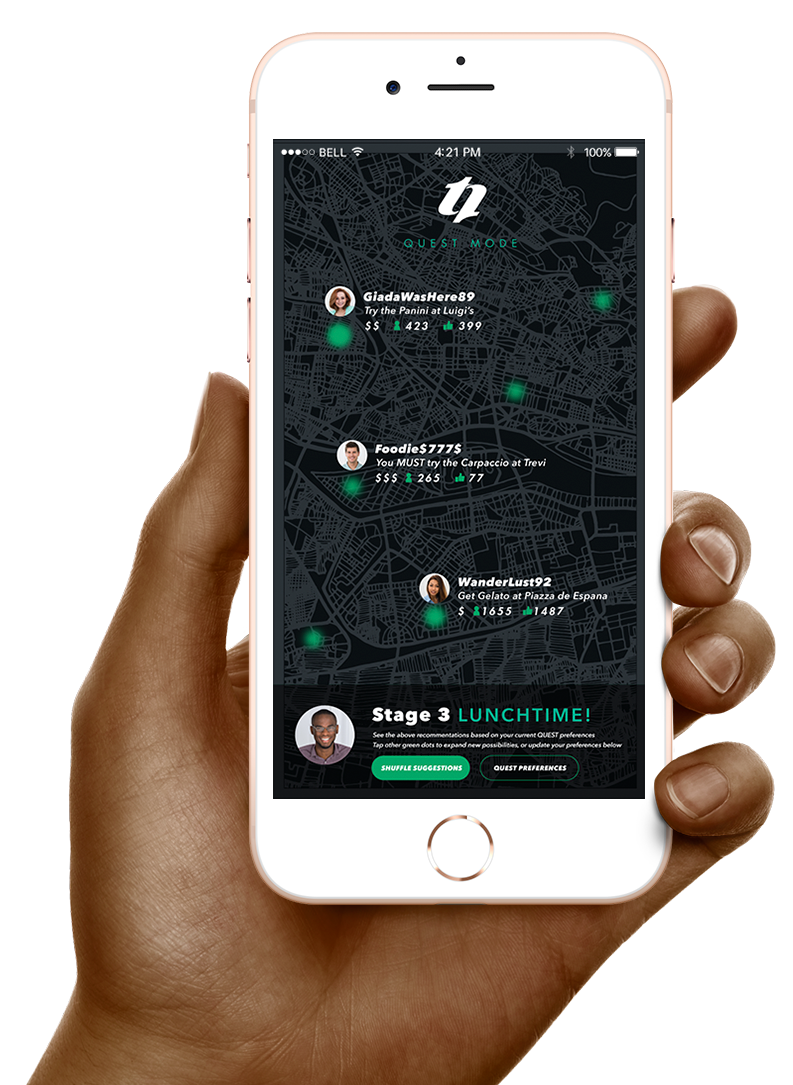 BELL 4:21 PM 100%
tq
QUEST MODE
GiadaWasHere89
Try the Panini at Luigi's
$$ 423 399
Foodie$777$
You MUST try the Carpaccio at Trevi
$$$ 265 77
WanderLust92
Get Gelato at Piazza de Espana
$ 1655 1487
Stage 3 LUNCHTIME!
See the above recommentations based on your current QUEST preferences
Tap other green dots to expand new possibilities, or update your preferences below
SHUFFLE SUGGESTIONS QUEST PREFERENCES